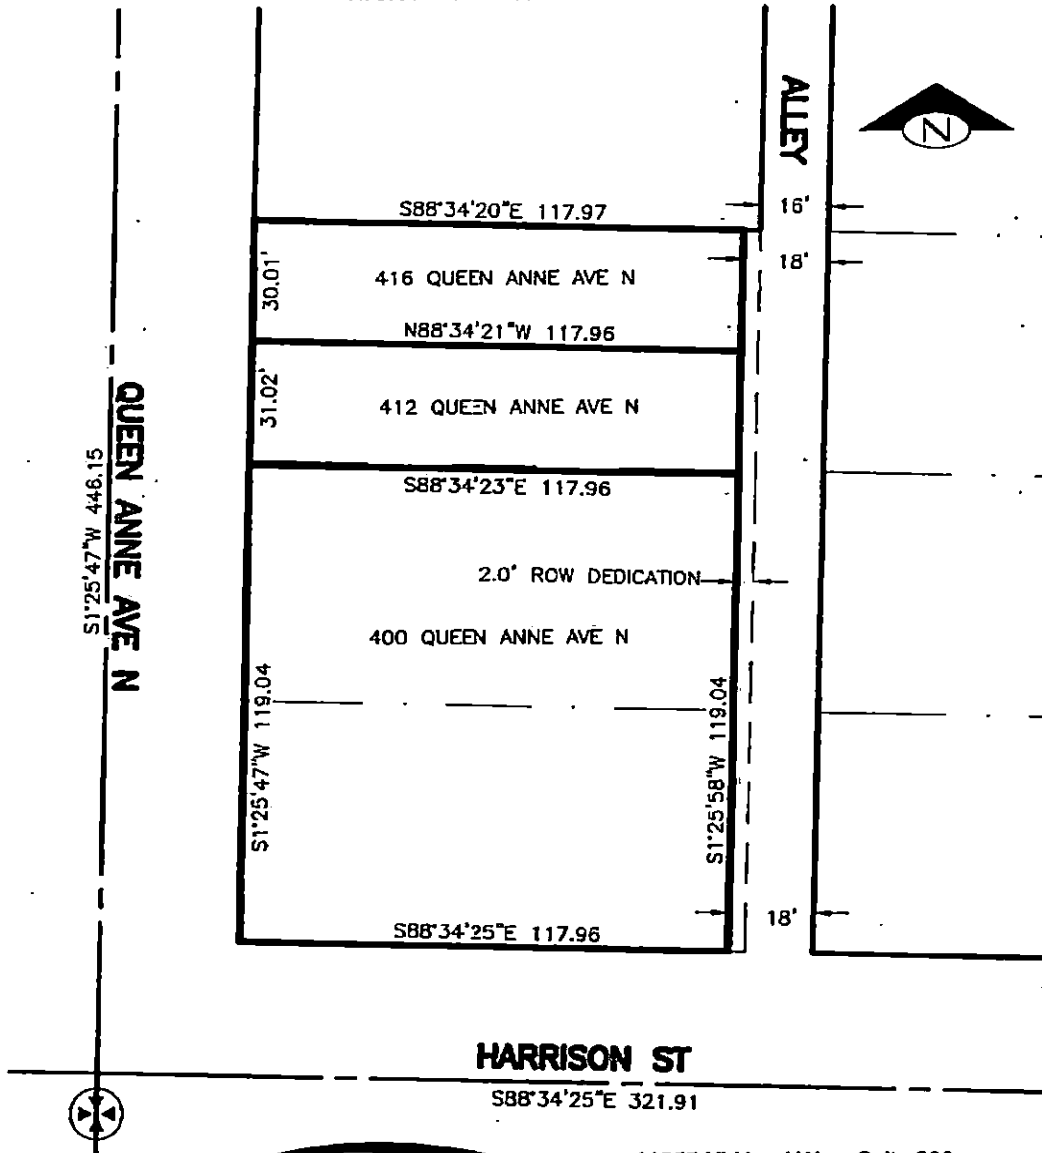 ALLEY
N
S88°34'20"E 117.97
16'
30.01'
416 QUEEN ANNE AVE N
18'
N88°34'21"W 117.96
31.02'
412 QUEEN ANNE AVE N
S88°34'23"E 117.96
QUEEN ANNE AVE N
S1°25'47"W 446.15
2.0' ROW DEDICATION
400 QUEEN ANNE AVE N
S1°25'47"W 119.04
S1°25'58"W 119.04
18'
S88°34'25"E 117.96
HARRISON ST
S88°34'25"E 321.91